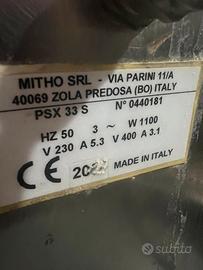 MITHO SRL - VIA PARINI 11/A
40069 ZOLA PREDOSA (BO) ITALY
PSX 33 S N° 0440181
HZ 50 3 ~ W 1100
V 230 A 5.3 V 400 A 3.1
CE MADE IN ITALY
subito